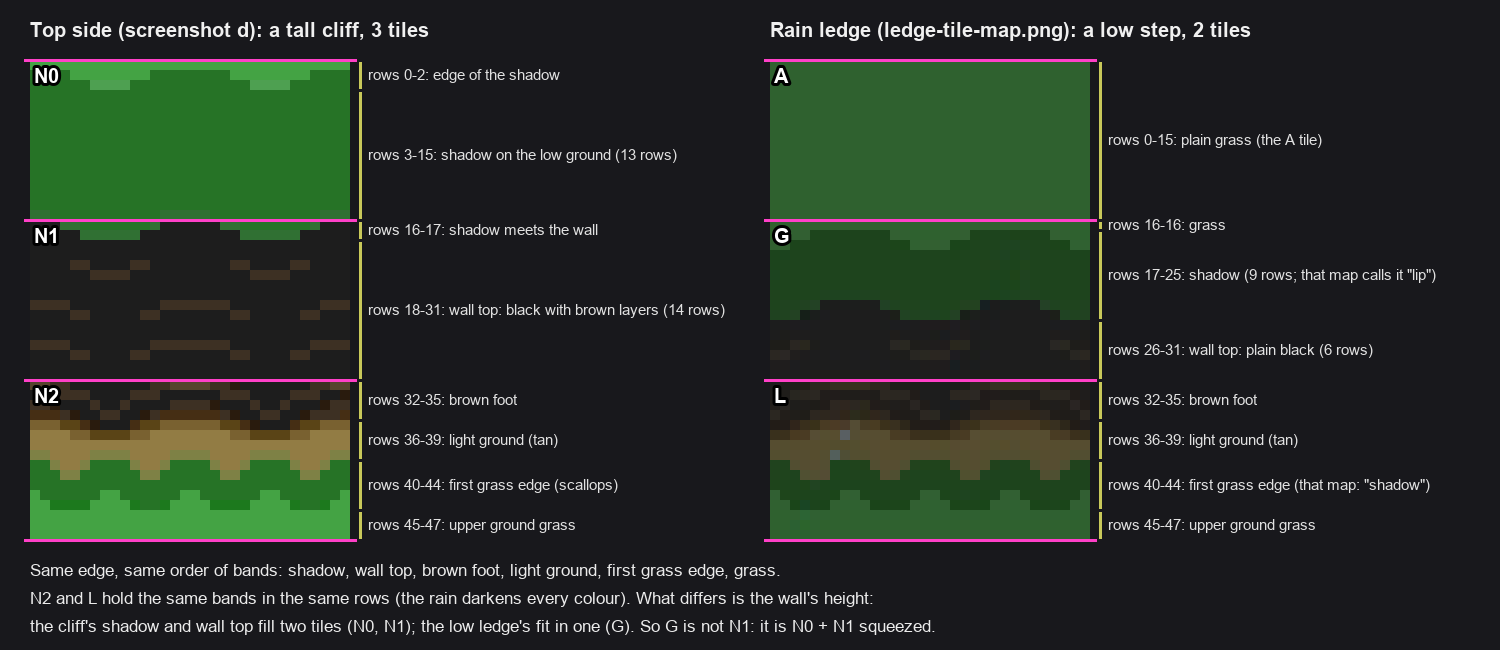 Top side (screenshot d): a tall cliff, 3 tiles
N0
rows 0-2: edge of the shadow
rows 3-15: shadow on the low ground (13 rows)
N1
rows 16-17: shadow meets the wall
rows 18-31: wall top: black with brown layers (14 rows)
N2
rows 32-35: brown foot
rows 36-39: light ground (tan)
rows 40-44: first grass edge (scallops)
rows 45-47: upper ground grass
Rain ledge (ledge-tile-map.png): a low step, 2 tiles
A
rows 0-15: plain grass (the A tile)
G
rows 16-16: grass
rows 17-25: shadow (9 rows; that map calls it "lip")
rows 26-31: wall top: plain black (6 rows)
L
rows 32-35: brown foot
rows 36-39: light ground (tan)
rows 40-44: first grass edge (that map: "shadow")
rows 45-47: upper ground grass
Same edge, same order of bands: shadow, wall top, brown foot, light ground, first grass edge, grass.
N2 and L hold the same bands in the same rows (the rain darkens every colour). What differs is the wall's height:
the cliff's shadow and wall top fill two tiles (N0, N1); the low ledge's fit in one (G). So G is not N1: it is N0 + N1 squeezed.